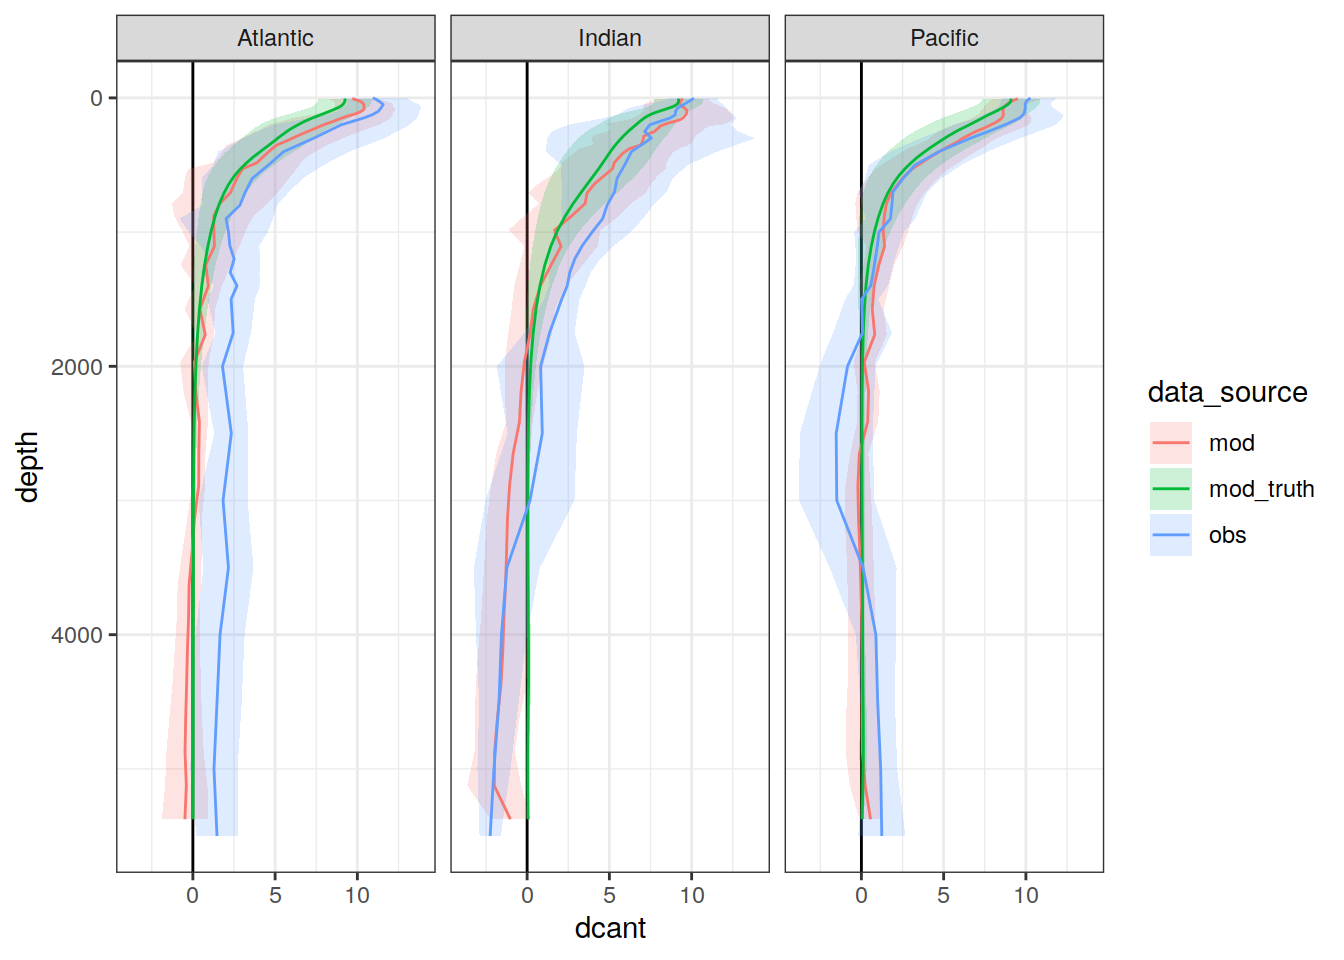 Atlantic Indian Pacific
0
2000
4000
depth
0 5 10 0 5 10 0 5 10
dcant
data_source
mod
mod_truth
obs